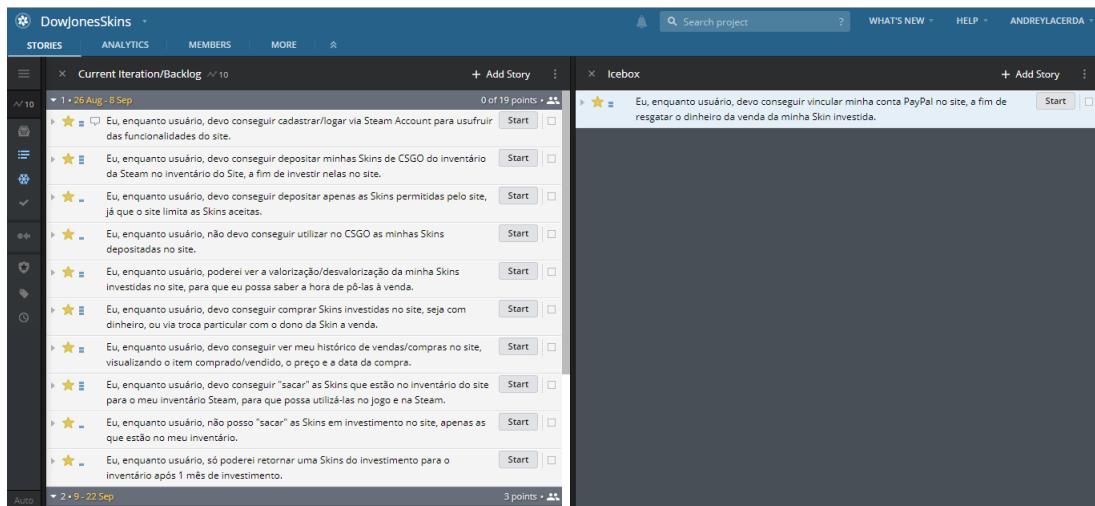 DowJonesSkins
Search project
?
WHAT'S NEW
HELP
ANDREYLACERDA
STORIES
ANALYTICS
MEMBERS
MORE
× Current Iteration/Backlog 10
+ Add Story
× Icebox
+ Add Story
10
1 • 26 Aug - 8 Sep
0 of 19 points •
Eu, enquanto usuário, devo conseguir cadastrar/logar via Steam Account para usufruir
das funcionalidades do site.
Start
Eu, enquanto usuário, devo conseguir depositar minhas Skins de CSGO do inventário
da Steam no inventário do Site, a fim de investir nelas no site.
Start
Eu, enquanto usuário, devo conseguir depositar apenas as Skins permitidas pelo site,
já que o site limita as Skins aceitas.
Start
Eu, enquanto usuário, não devo conseguir utilizar no CSGO as minhas Skins
depositadas no site.
Start
Eu, enquanto usuário, poderei ver a valorização/desvalorização da minha Skins
investidas no site, para que eu possa saber a hora de pô-las à venda.
Start
Eu, enquanto usuário, devo conseguir comprar Skins investidas no site, seja com
dinheiro, ou via troca particular com o dono da Skin a venda.
Start
Eu, enquanto usuário, devo conseguir ver meu histórico de vendas/compras no site,
visualizando o item comprado/vendido, o preço e a data da compra.
Start
Eu, enquanto usuário, devo conseguir "sacar" as Skins que estão no inventário do site
para o meu inventário Steam, para que possa utilizá-las no jogo e na Steam.
Start
Eu, enquanto usuário, não posso "sacar" as Skins em investimento no site, apenas as
que estão no meu inventário.
Start
Eu, enquanto usuário, só poderei retornar uma Skins do investimento para o
inventário após 1 mês de investimento.
Start
Auto
2 • 9 - 22 Sep
3 points •
Eu, enquanto usuário, devo conseguir vincular minha conta PayPal no site, a fim de
resgatar o dinheiro da venda da minha Skin investida.
Start